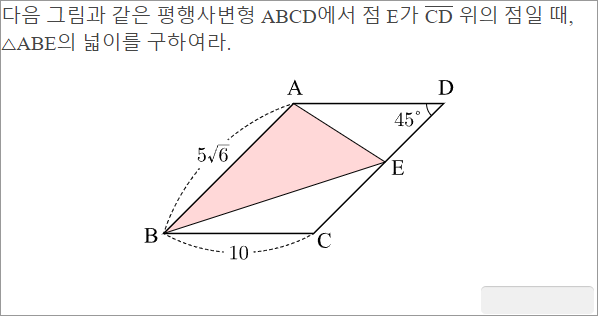 다음 그림과 같은 평행사변형 ABCD에서 점 E가 $\overline{CD}$ 위의 점일 때,
△ABE의 넓이를 구하여라.
A
D
45°
5√6
E
B
C
10